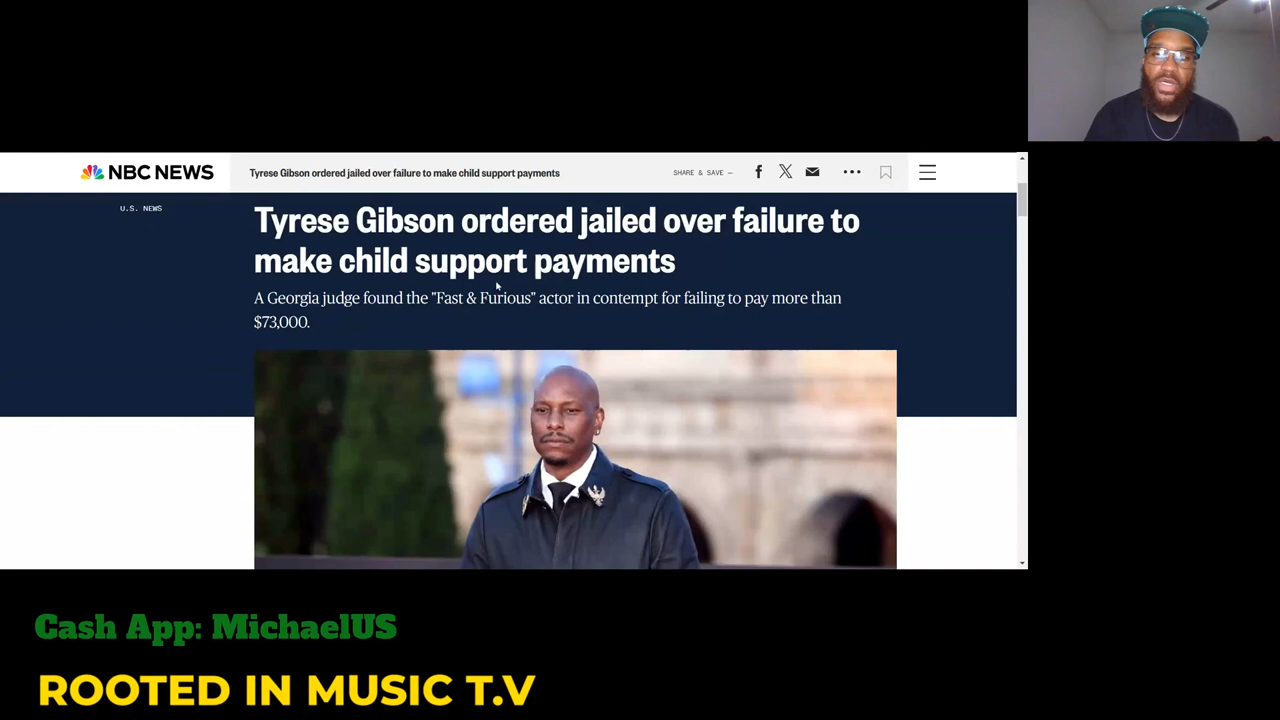 NBC NEWS
Tyrese Gibson ordered jailed over failure to make child support payments
SHARE & SAVE —
U.S. NEWS
Tyrese Gibson ordered jailed over failure to
make child support payments
A Georgia judge found the "Fast & Furious" actor in contempt for failing to pay more than
$73,000.
Cash App: MichaelUS
ROOTED IN MUSIC T.V